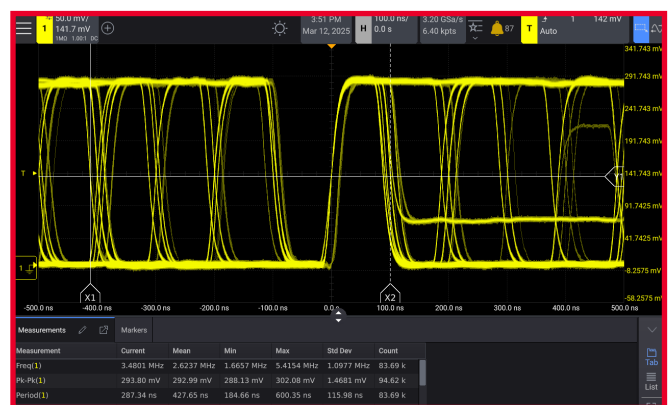 1 50.0 mV/ 141.7 mV 1MΩ 1.00:1 DC
3:51 PM
Mar 12, 2025
H 100.0 ns/ 0.0 s
3.20 GSa/s
6.40 kpts
87
T 1 142 mV
Auto
341.743 mV
291.743 mV
241.743 mV
191.743 mV
T 141.743 mV
91.7425 mV
41.7425 mV
1 -8.2575 mV
-58.2575 mV
X1 X2
-500.0 ns -400.0 ns -300.0 ns -200.0 ns -100.0 ns 0.0 s 100.0 ns 200.0 ns 300.0 ns 400.0 ns 500.0 ns
Measurements Markers
Measurement Current Mean Min Max Std Dev Count
Freq(1) 3.4801 MHz 2.6237 MHz 1.6657 MHz 5.4154 MHz 1.0977 MHz 83.69 k
Pk-Pk(1) 293.80 mV 292.99 mV 288.13 mV 302.08 mV 1.4681 mV 94.62 k
Period(1) 287.34 ns 427.65 ns 184.66 ns 600.35 ns 115.98 ns 83.69 k
Tab
List